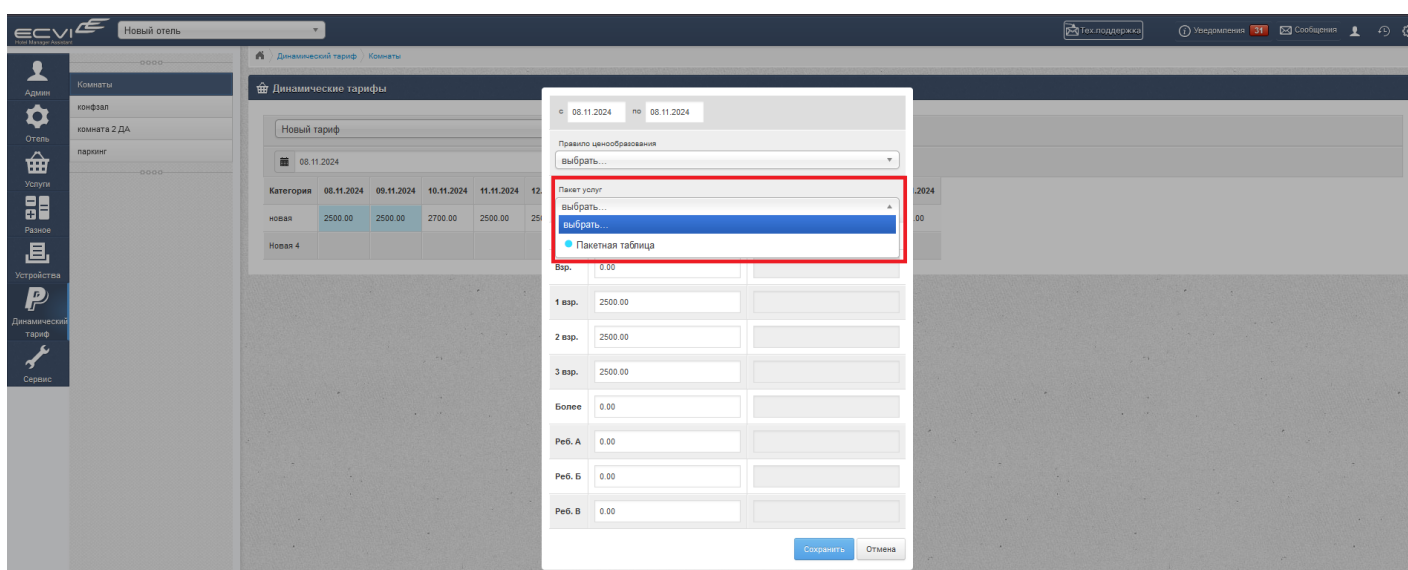 ECVI
Hotel Manager Assistant
Новый отель
Тех.поддержка
Уведомления 31
Сообщения
Админ
Отель
Услуги
Разное
Устройства
Динамический
тариф
Сервис
Комнаты
конфзал
комната 2 ДА
паркинг
Динамический тариф
Комнаты
Динамические тарифы
Новый тариф
08.11.2024
Категория 08.11.2024 09.11.2024 10.11.2024 11.11.2024 12. .2024
новая 2500.00 2500.00 2700.00 2500.00 250 .00
Новая 4
с 08.11.2024 по 08.11.2024
Правило ценообразования
выбрать...
Пакет услуг
выбрать...
выбрать...
Пакетная таблица
Взр. 0.00
1 взр. 2500.00
2 взр. 2500.00
3 взр. 2500.00
Более 0.00
Реб. А 0.00
Реб. Б 0.00
Реб. В 0.00
Сохранить Отмена